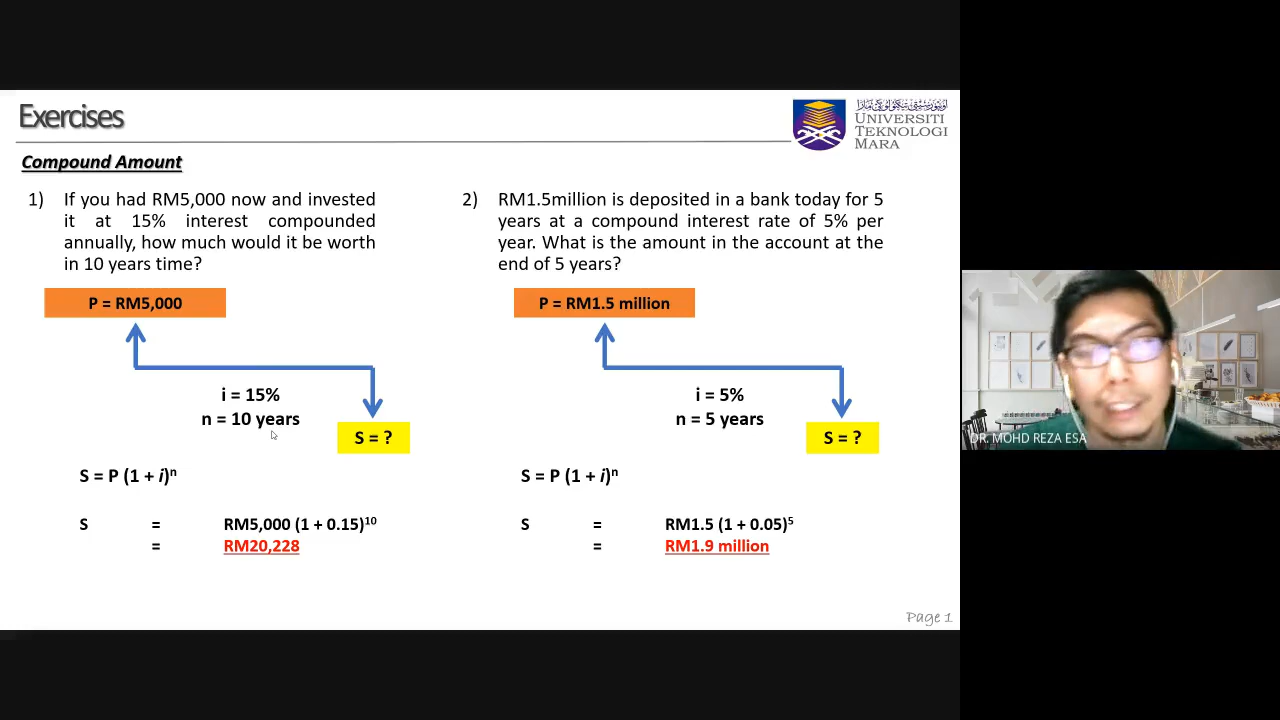 Exercises
اونيۏرسيتي تيكنولوݢي مارا
UNIVERSITI
TEKNOLOGI
MARA
Compound Amount
1) If you had RM5,000 now and invested
it at 15% interest compounded
annually, how much would it be worth
in 10 years time?
P = RM5,000
i = 15%
n = 10 years
S = ?
S = P (1 + i)ⁿ
S = RM5,000 (1 + 0.15)¹⁰
= RM20,228
2) RM1.5million is deposited in a bank today for 5
years at a compound interest rate of 5% per
year. What is the amount in the account at the
end of 5 years?
P = RM1.5 million
i = 5%
n = 5 years
S = ?
S = P (1 + i)ⁿ
S = RM1.5 (1 + 0.05)⁵
= RM1.9 million
Page 1
DR. MOHD REZA ESA